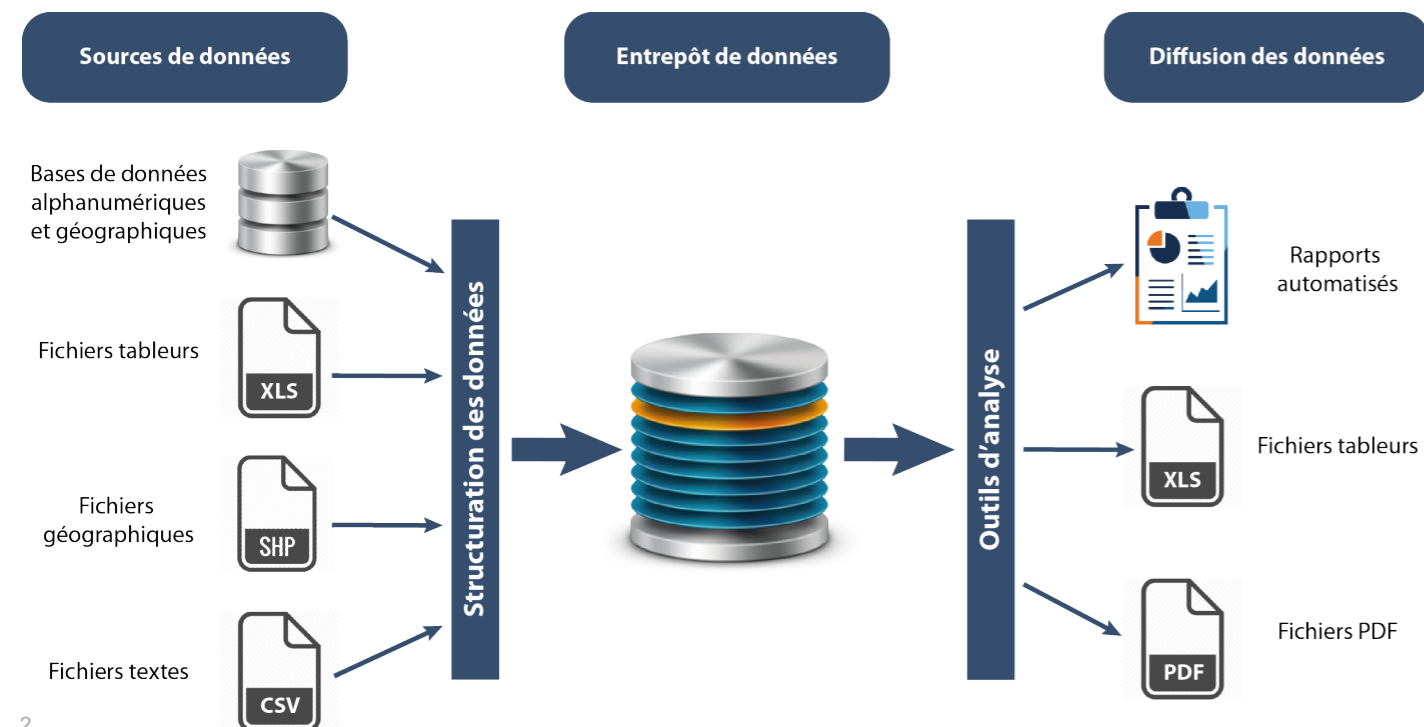 Sources de données
Entrepôt de données
Diffusion des données
Bases de données
alphanumériques
et géographiques
Fichiers tableurs
XLS
Fichiers
géographiques
SHP
Fichiers textes
CSV
Structuration des données
Outils d'analyse
Rapports
automatisés
Fichiers tableurs
XLS
Fichiers PDF
PDF
2